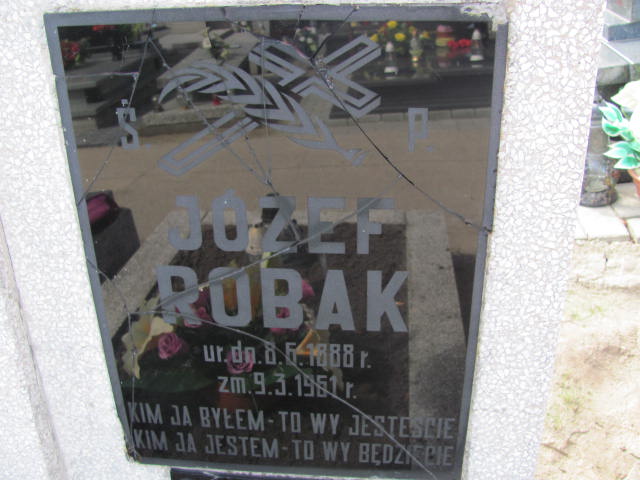 Ś. P.
JÓZEF
ROBAK
ur. dn. 8.6.1888 r.
zm. 9.3.1961 r.
KIM JA BYŁEM - TO WY JESTEŚCIE
KIM JA JESTEM - TO WY BĘDZIECIE